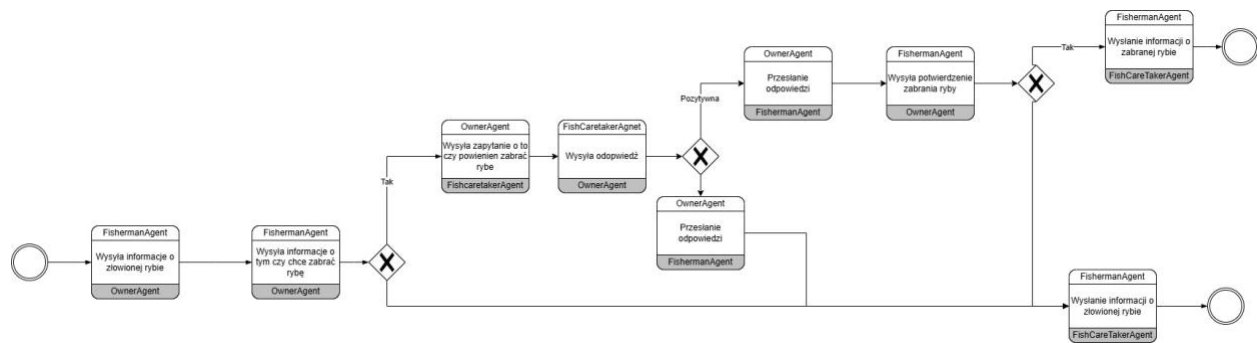 FishermanAgent
Wysyła informacje o
złowionej rybie
OwnerAgent
FishermanAgent
Wysyła informacje o
tym czy chce zabrać
rybę
OwnerAgent
Tak
OwnerAgent
Wysyła zapytanie o to
czy powienien zabrać
rybe
FishcaretakerAgent
FishCaretakerAgnet
Wysyła odopwiedź
OwnerAgent
Pozytywna
OwnerAgent
Przesłanie
odpowiedzi
FishermanAgent
FishermanAgent
Wysyła potwierdzenie
zabrania ryby
OwnerAgent
Tak
FishermanAgent
Wysłanie informacji o
zabranej rybie
FishCareTakerAgent
OwnerAgent
Przesłanie
odpowiedzi
FishermanAgent
FishermanAgent
Wysłanie informacji o
złowionej rybie
FishCareTakerAgent